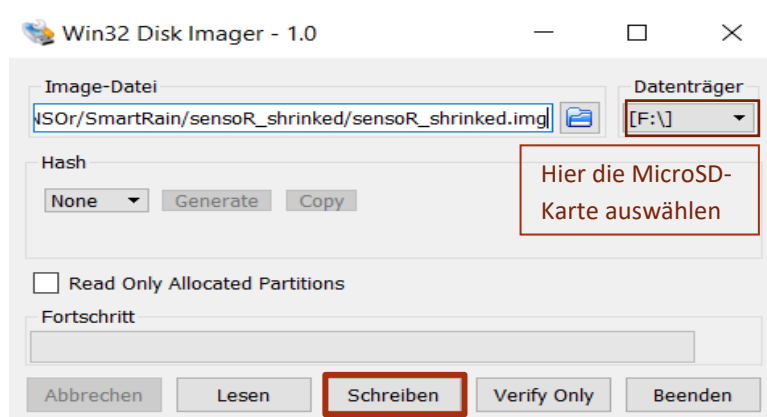 Win32 Disk Imager - 1.0
Image-Datei
Datenträger
NSOr/SmartRain/sensoR_shrinked/sensoR_shrinked.img
[F:\]
Hash
Hier die MicroSD-
Karte auswählen
None Generate Copy
Read Only Allocated Partitions
Fortschritt
Abbrechen Lesen Schreiben Verify Only Beenden